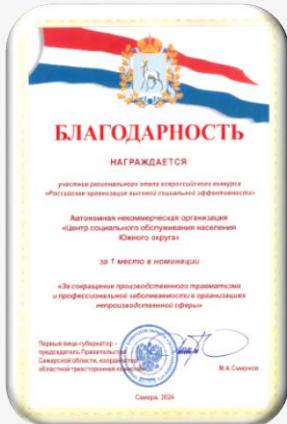 БЛАГОДАРНОСТЬ
НАГРАЖДАЕТСЯ
участник регионального этапа всероссийского конкурса
«Российская организация высокой социальной эффективности»
Автономная некоммерческая организация
«Центр социального обслуживания населения
Южного округа»
за 1 место в номинации
«За сокращение производственного травматизма
и профессиональной заболеваемости в организациях
непроизводственной сферы»
Первый вице-губернатор –
председатель Правительства
Самарской области, координатор
областной трехсторонней комиссии
М.А.Смирнов
Самара, 2024